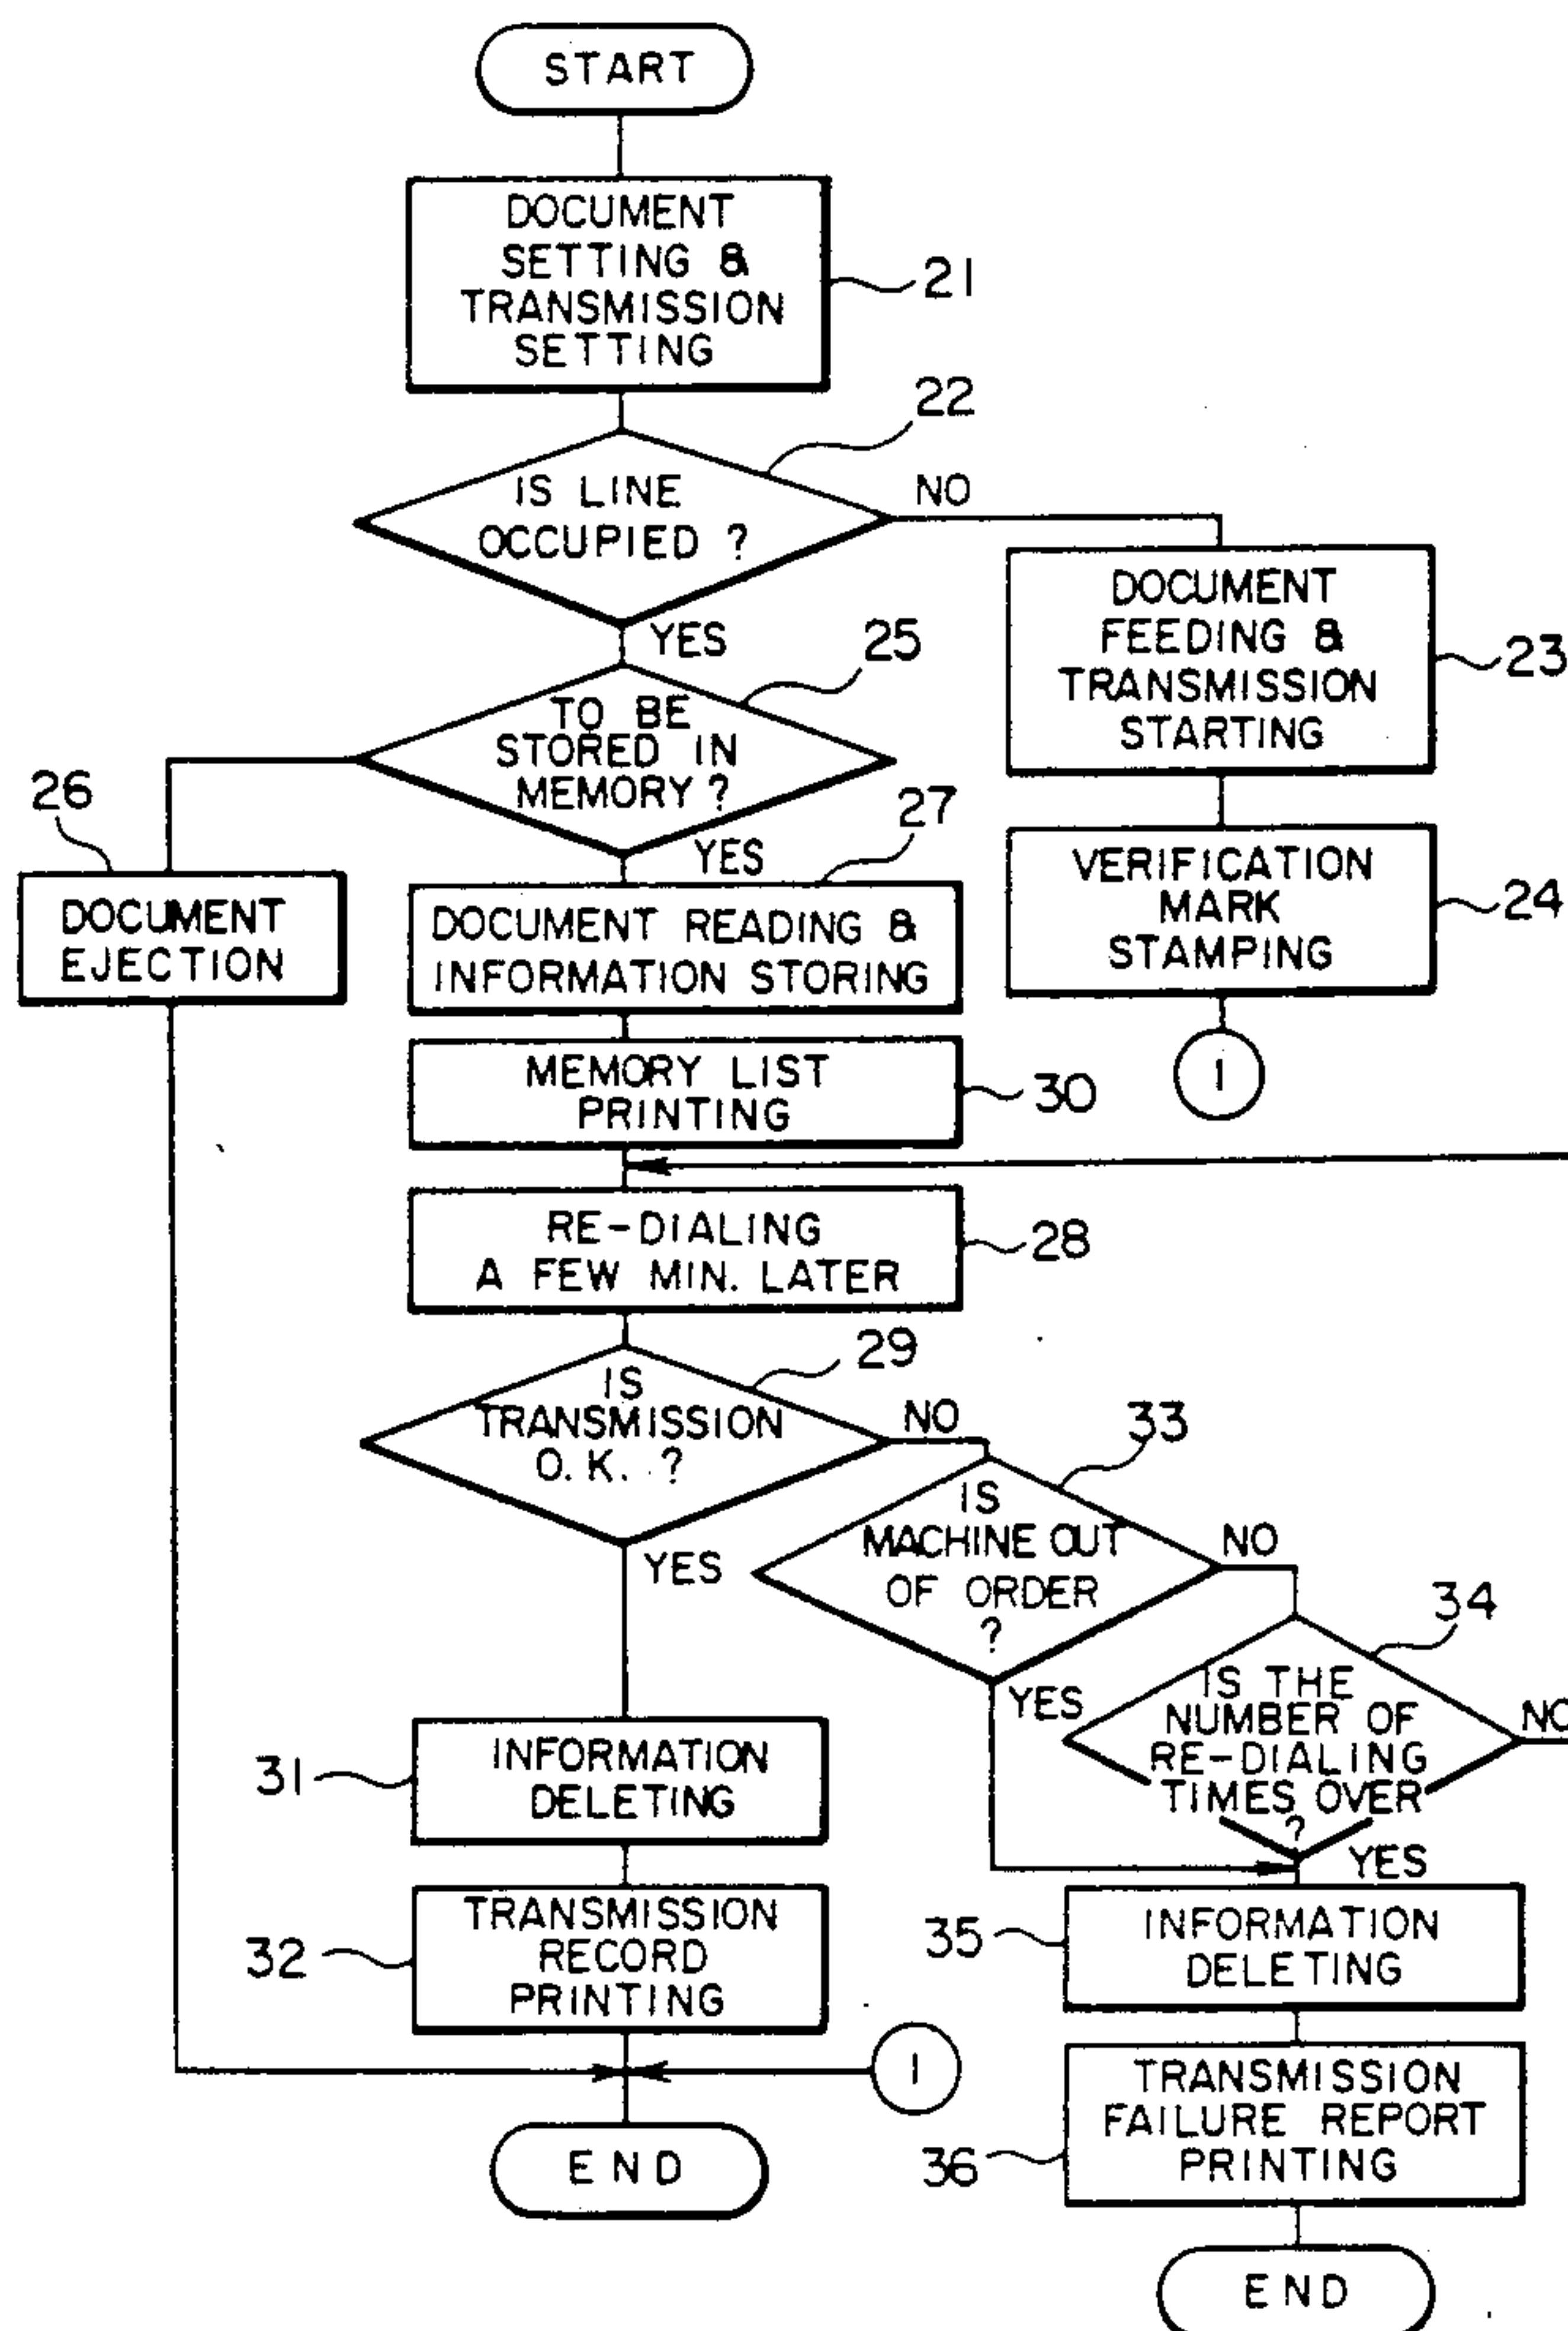 START
DOCUMENT
SETTING &
TRANSMISSION
SETTING
21
22
IS LINE
OCCUPIED ?
NO
YES
DOCUMENT
FEEDING &
TRANSMISSION
STARTING
23
25
TO BE
STORED IN
MEMORY ?
YES
26
DOCUMENT
EJECTION
27
DOCUMENT READING &
INFORMATION STORING
VERIFICATION
MARK
STAMPING
24
1
MEMORY LIST
PRINTING
30
RE-DIALING
A FEW MIN. LATER
28
29
IS
TRANSMISSION
O. K. ?
NO
YES
33
IS
MACHINE OUT
OF ORDER
?
NO
YES
34
IS THE
NUMBER OF
RE-DIALING
TIMES OVER
?
NO
YES
31
INFORMATION
DELETING
32
TRANSMISSION
RECORD
PRINTING
35
INFORMATION
DELETING
1
36
TRANSMISSION
FAILURE REPORT
PRINTING
END
END